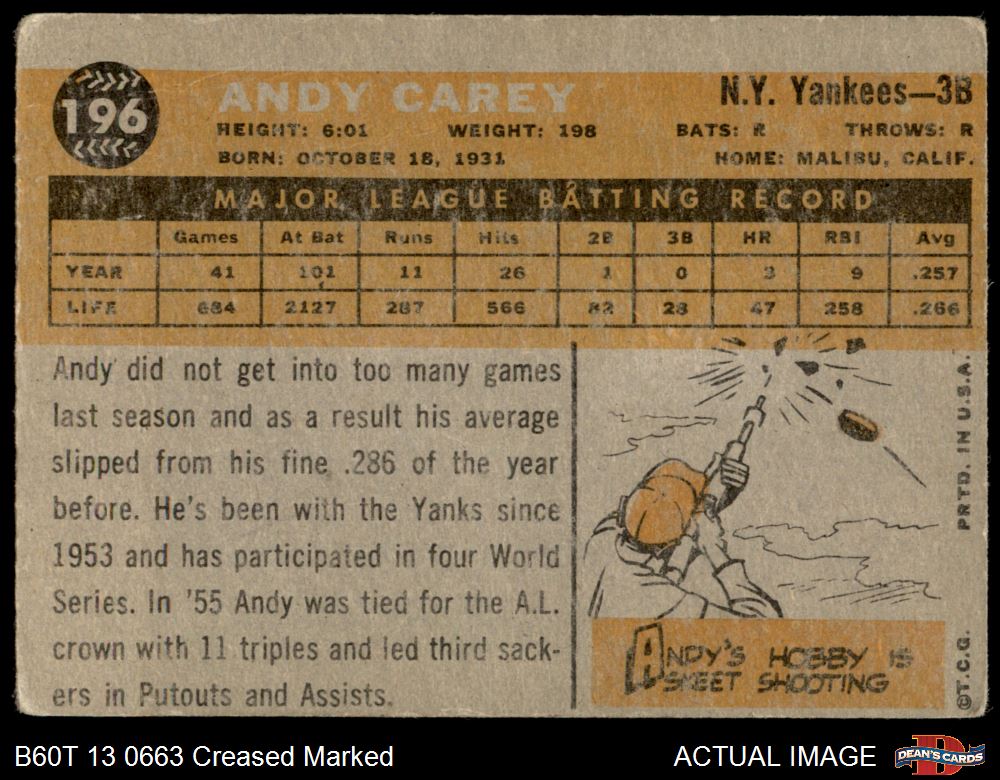 196
ANDY CAREY
N.Y. Yankees—3B
HEIGHT: 6:01 WEIGHT: 198 BATS: R THROWS: R
BORN: OCTOBER 18, 1931 HOME: MALIBU, CALIF.
MAJOR LEAGUE BATTING RECORD
Games At Bat Runs Hits 2B 3B HR RBI Avg
YEAR 41 101 11 26 1 0 3 9 .257
LIFE 684 2127 287 566 82 28 47 258 .266
Andy did not get into too many games
last season and as a result his average
slipped from his fine .286 of the year
before. He's been with the Yanks since
1953 and has participated in four World
Series. In '55 Andy was tied for the A.L.
crown with 11 triples and led third sack-
ers in Putouts and Assists.
ANDY'S HOBBY IS
SKEET SHOOTING
©T.C.G. PRTD. IN U.S.A.
B60T 13 0663 Creased Marked
ACTUAL IMAGE
DEAN'S CARDS